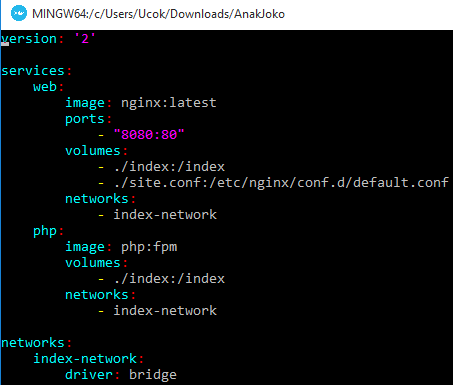 MINGW64:/c/Users/Ucok/Downloads/AnakJoko
version: '2'
services:
web:
image: nginx:latest
ports:
- "8080:80"
volumes:
- ./index:/index
- ./site.conf:/etc/nginx/conf.d/default.conf
networks:
- index-network
php:
image: php:fpm
volumes:
- ./index:/index
networks:
- index-network
networks:
index-network:
driver: bridge